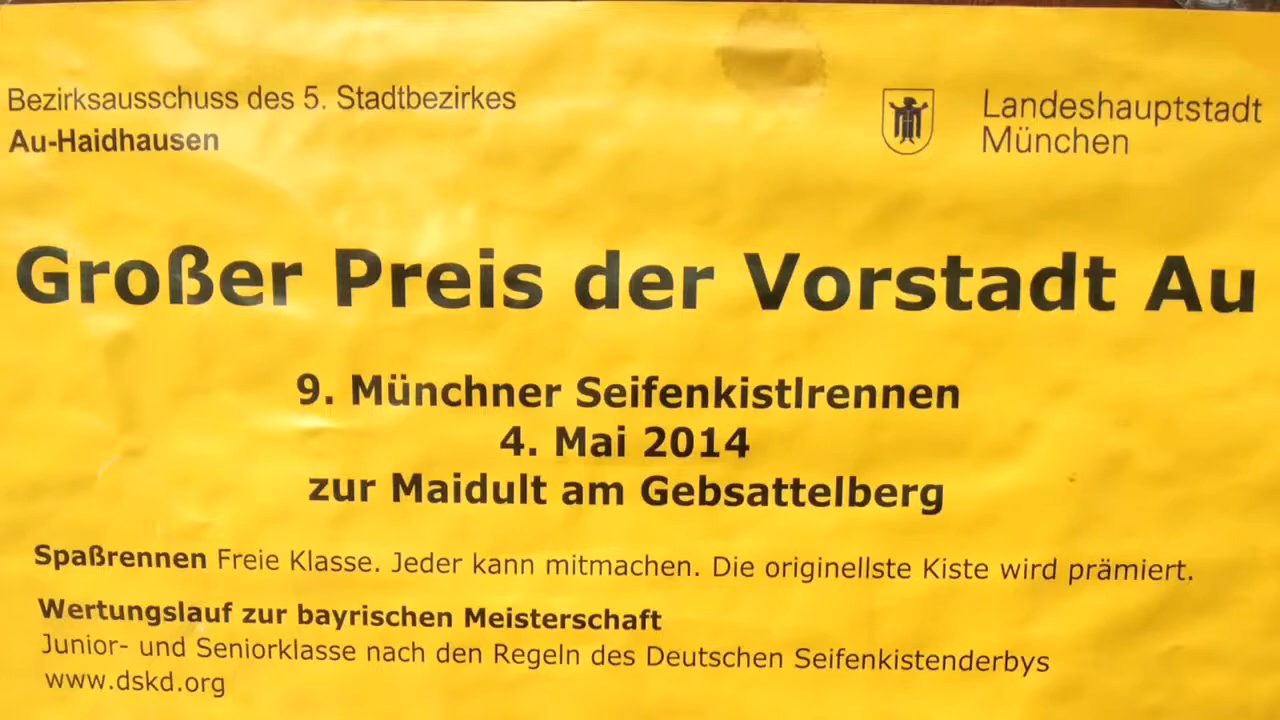 Bezirksausschuss des 5. Stadtbezirkes
Au-Haidhausen
Landeshauptstadt
München
Großer Preis der Vorstadt Au
9. Münchner Seifenkistlrennen
4. Mai 2014
zur Maidult am Gebsattelberg
Spaßrennen Freie Klasse. Jeder kann mitmachen. Die originellste Kiste wird prämiert.
Wertungslauf zur bayrischen Meisterschaft
Junior- und Seniorklasse nach den Regeln des Deutschen Seifenkistenderbys
www.dskd.org